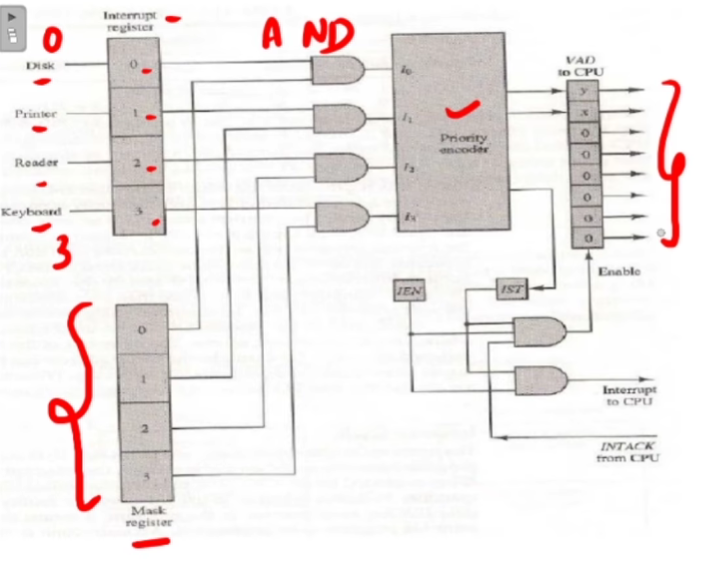 Interrupt
register
0
A ND
Disk
0
I0
VAD
to CPU
y
Printer
1
I1
x
Priority
encoder
0
Reader
2
I2
0
0
Keyboard
3
I3
0
0
0
3
Enable
IEN
IST
0
1
Interrupt
to CPU
2
INTACK
from CPU
3
Mask
register